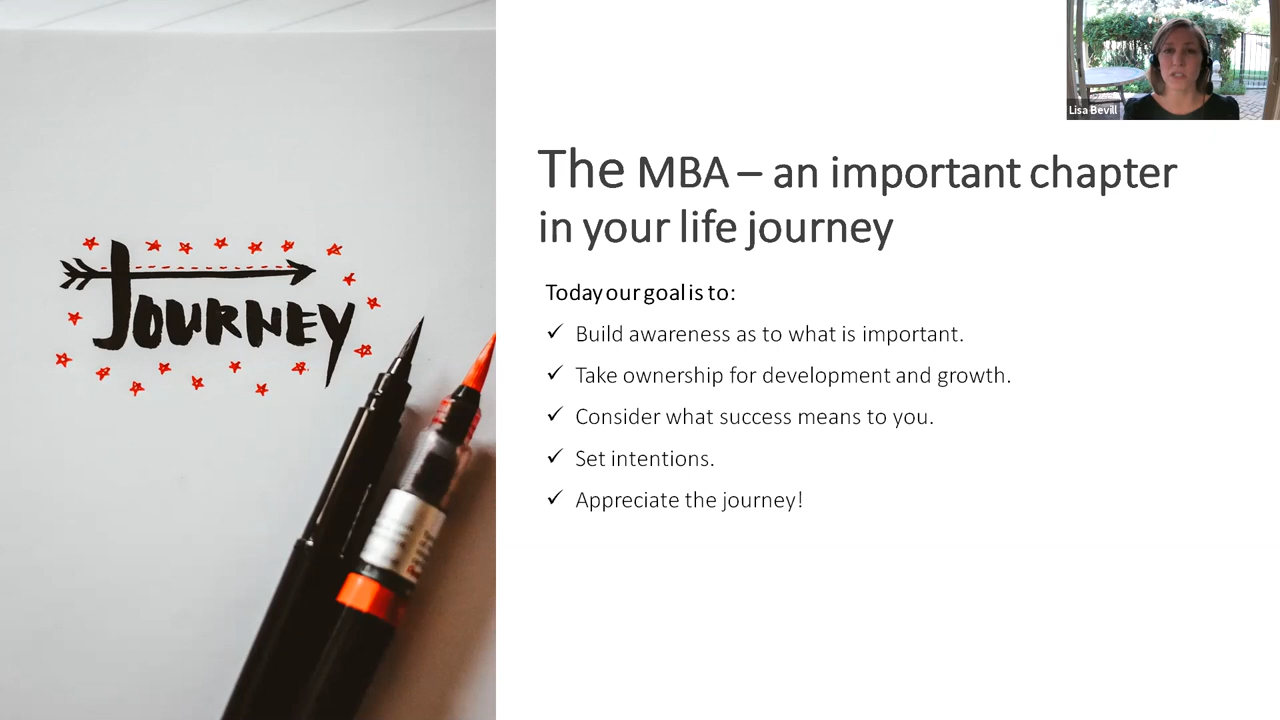 Lisa Bevill
JOURNEY
The MBA – an important chapter
in your life journey
Today our goal is to:
✓ Build awareness as to what is important.
✓ Take ownership for development and growth.
✓ Consider what success means to you.
✓ Set intentions.
✓ Appreciate the journey!